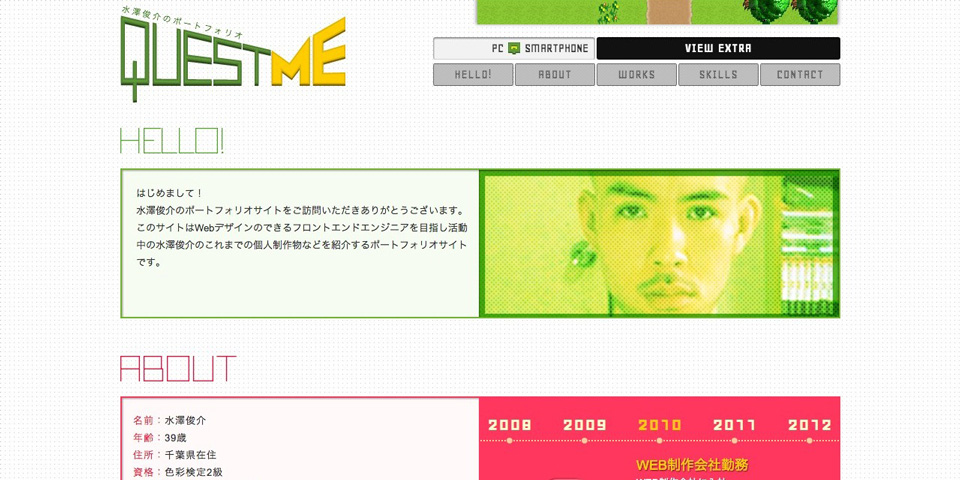 水澤俊介のポートフォリオ
QUESTME
PC SMARTPHONE
VIEW EXTRA
HELLO! ABOUT WORKS SKILLS CONTACT
HELLO!
はじめまして！
水澤俊介のポートフォリオサイトをご訪問いただきありがとうございます。
このサイトはWebデザインのできるフロントエンドエンジニアを目指し活動
中の水澤俊介のこれまでの個人制作物などを紹介するポートフォリオサイト
です。
ABOUT
名前：水澤俊介
年齢：39歳
住所：千葉県在住
資格：色彩検定2級
2008 2009 2010 2011 2012
WEB制作会社勤務